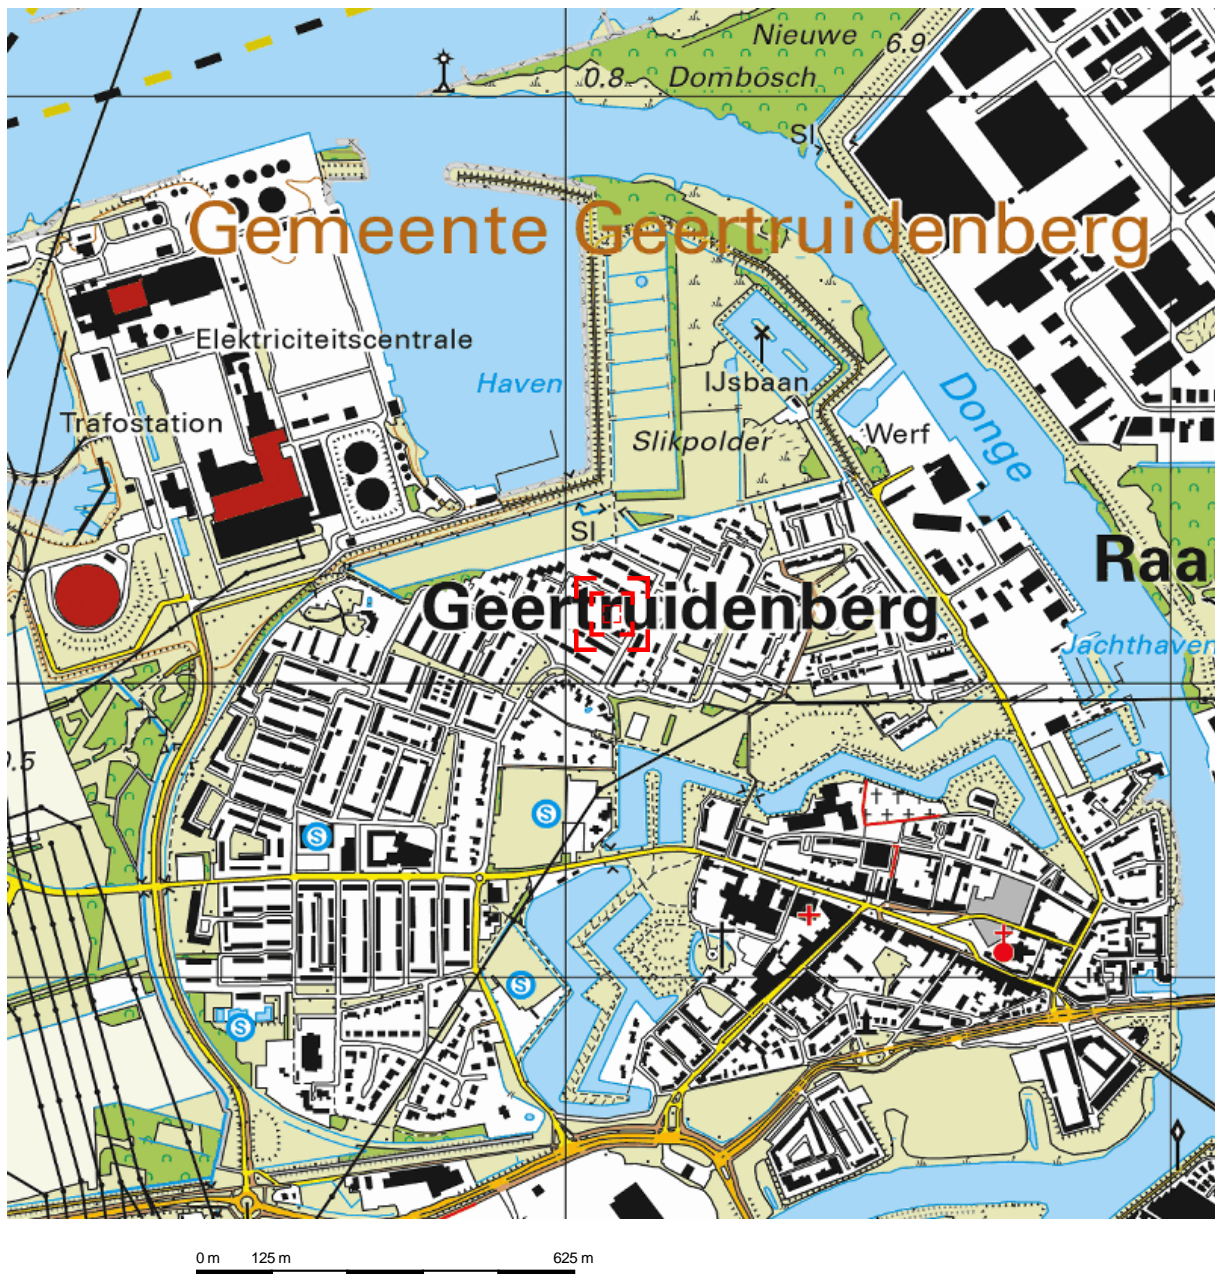 Nieuwe 6.9
0.8 Dombosch
Sl
Gemeente Geertruidenberg
Elektriciteitscentrale
Haven
IJsbaan
Donge
Trafostation
Slikpolder
Werf
Sl
Raa
Geertruidenberg
Jachthaven
.5
S
S
S
S
0 m 125 m 625 m